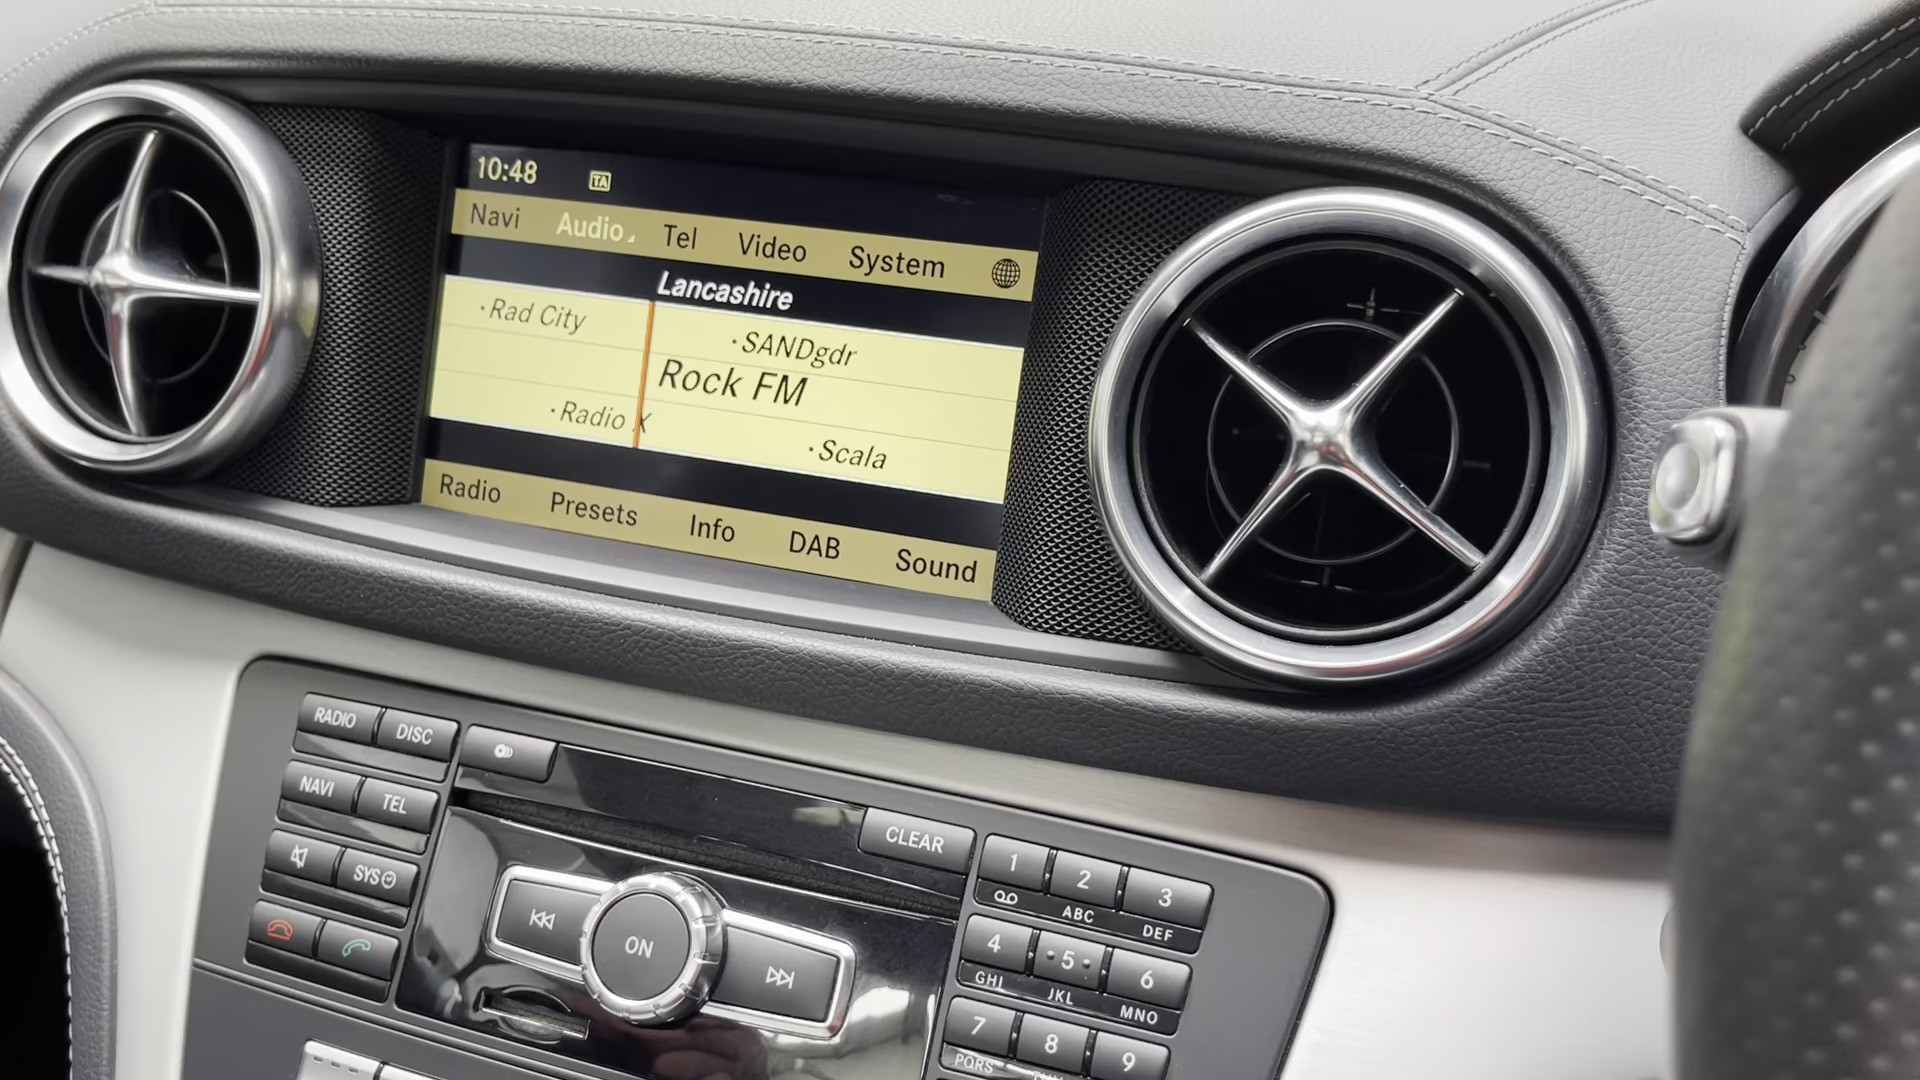 10:48 TA
Navi Audio Tel Video System
Lancashire
·Rad City
·SANDgdr
Rock FM
·Radio X
·Scala
Radio Presets Info DAB Sound
RADIO DISC
NAVI TEL
CLEAR
SYS
ON
1 2 3
ABC DEF
4 ·5· 6
GHI JKL MNO
7 8 9
PQRS